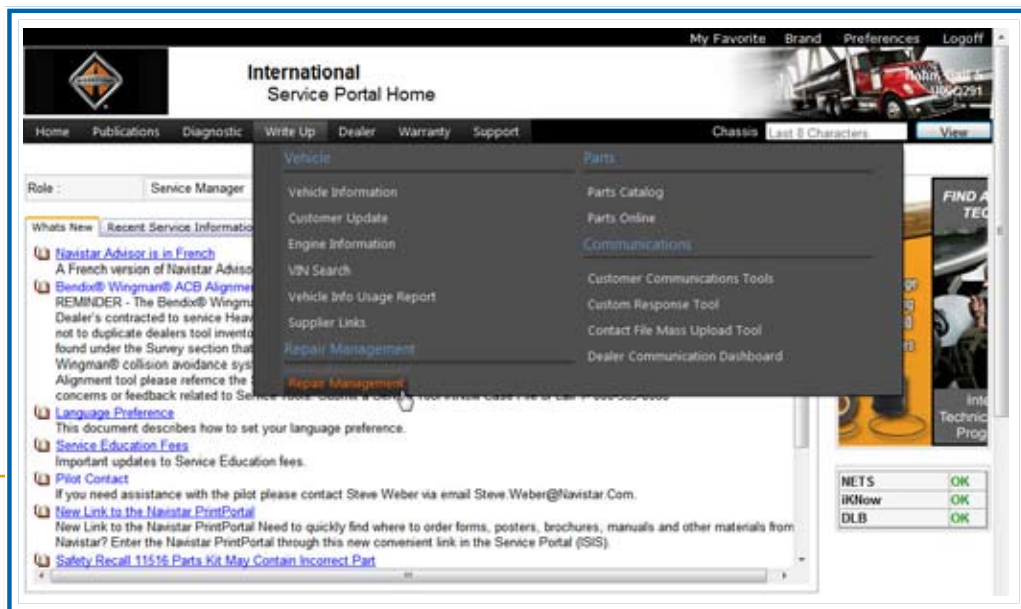 My Favorite Brand Preferences Logoff
International
Service Portal Home
Home Publications Diagnostic Write Up Dealer Warranty Support Chassis Last 8 Characters View
Vehicle Parts
Role : Service Manager
Vehicle Information Parts Catalog
FIND A
TEC
Customer Update Parts Online
Whats New Recent Service Informatio
Engine Information Communications
Navistar Advisor is in French
A French version of Navistar Adviso
VIN Search Customer Communications Tools
Bendix® Wingman® ACB Alignme
REMINDER - The Bendix® Wingma
Vehicle Info Usage Report Custom Response Tool
Dealer's contracted to service Heav
not to duplicate dealers tool invento
Supplier Links Contact File Mass Upload Tool
found under the Survey section that
Repair Management Dealer Communication Dashboard
Wingman® collision avoidance sys
Alignment tool please refernce the
Repair Management
concerns or feedback related to
Language Preference
This document describes how to set your language preference.
Inte
Technic
Prog
Service Education Fees
Important updates to Service Education fees.
Pilot Contact
If you need assistance with the pilot please contact Steve Weber via email Steve.Weber@Navistar.Com.
New Link to the Navistar PrintPortal
New Link to the Navistar PrintPortal Need to quickly find where to order forms, posters, brochures, manuals and other materials from
Navistar? Enter the Navistar PrintPortal through this new convenient link in the Service Portal (ISIS).
Safety Recall 11516 Parts Kit May Contain Incorrect Part
NETS OK
iKNow OK
DLB OK